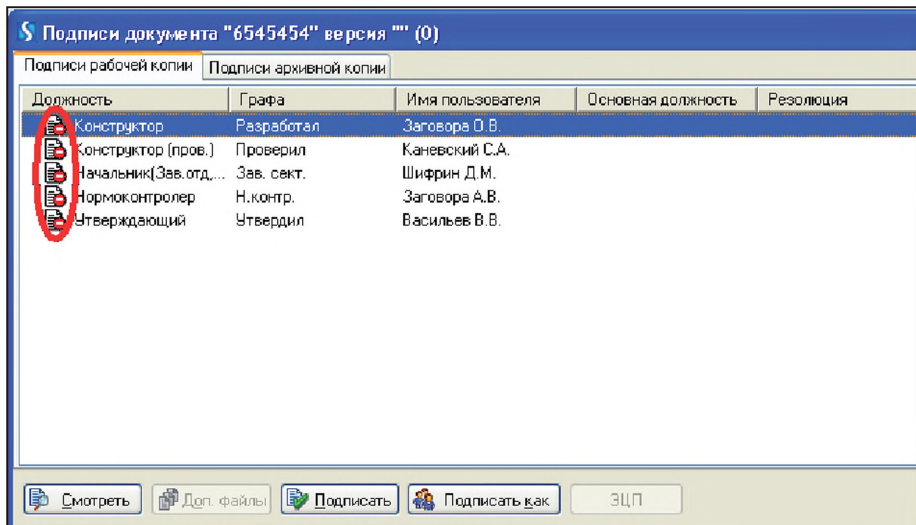 Подписи документа "6545454" версия "" (0)
Подписи рабочей копии Подписи архивной копии
Должность Графа Имя пользователя Основная должность Резолюция
Конструктор Разработал Заговора О.В.
Конструктор (пров.) Проверил Каневский С.А.
Начальник(Зав.отд,... Зав. сект. Шифрин Д.М.
Нормоконтролер Н.контр. Заговора А.В.
Утверждающий Утвердил Васильев В.В.
Смотреть Доп. файлы Подписать Подписать как ЭЦП